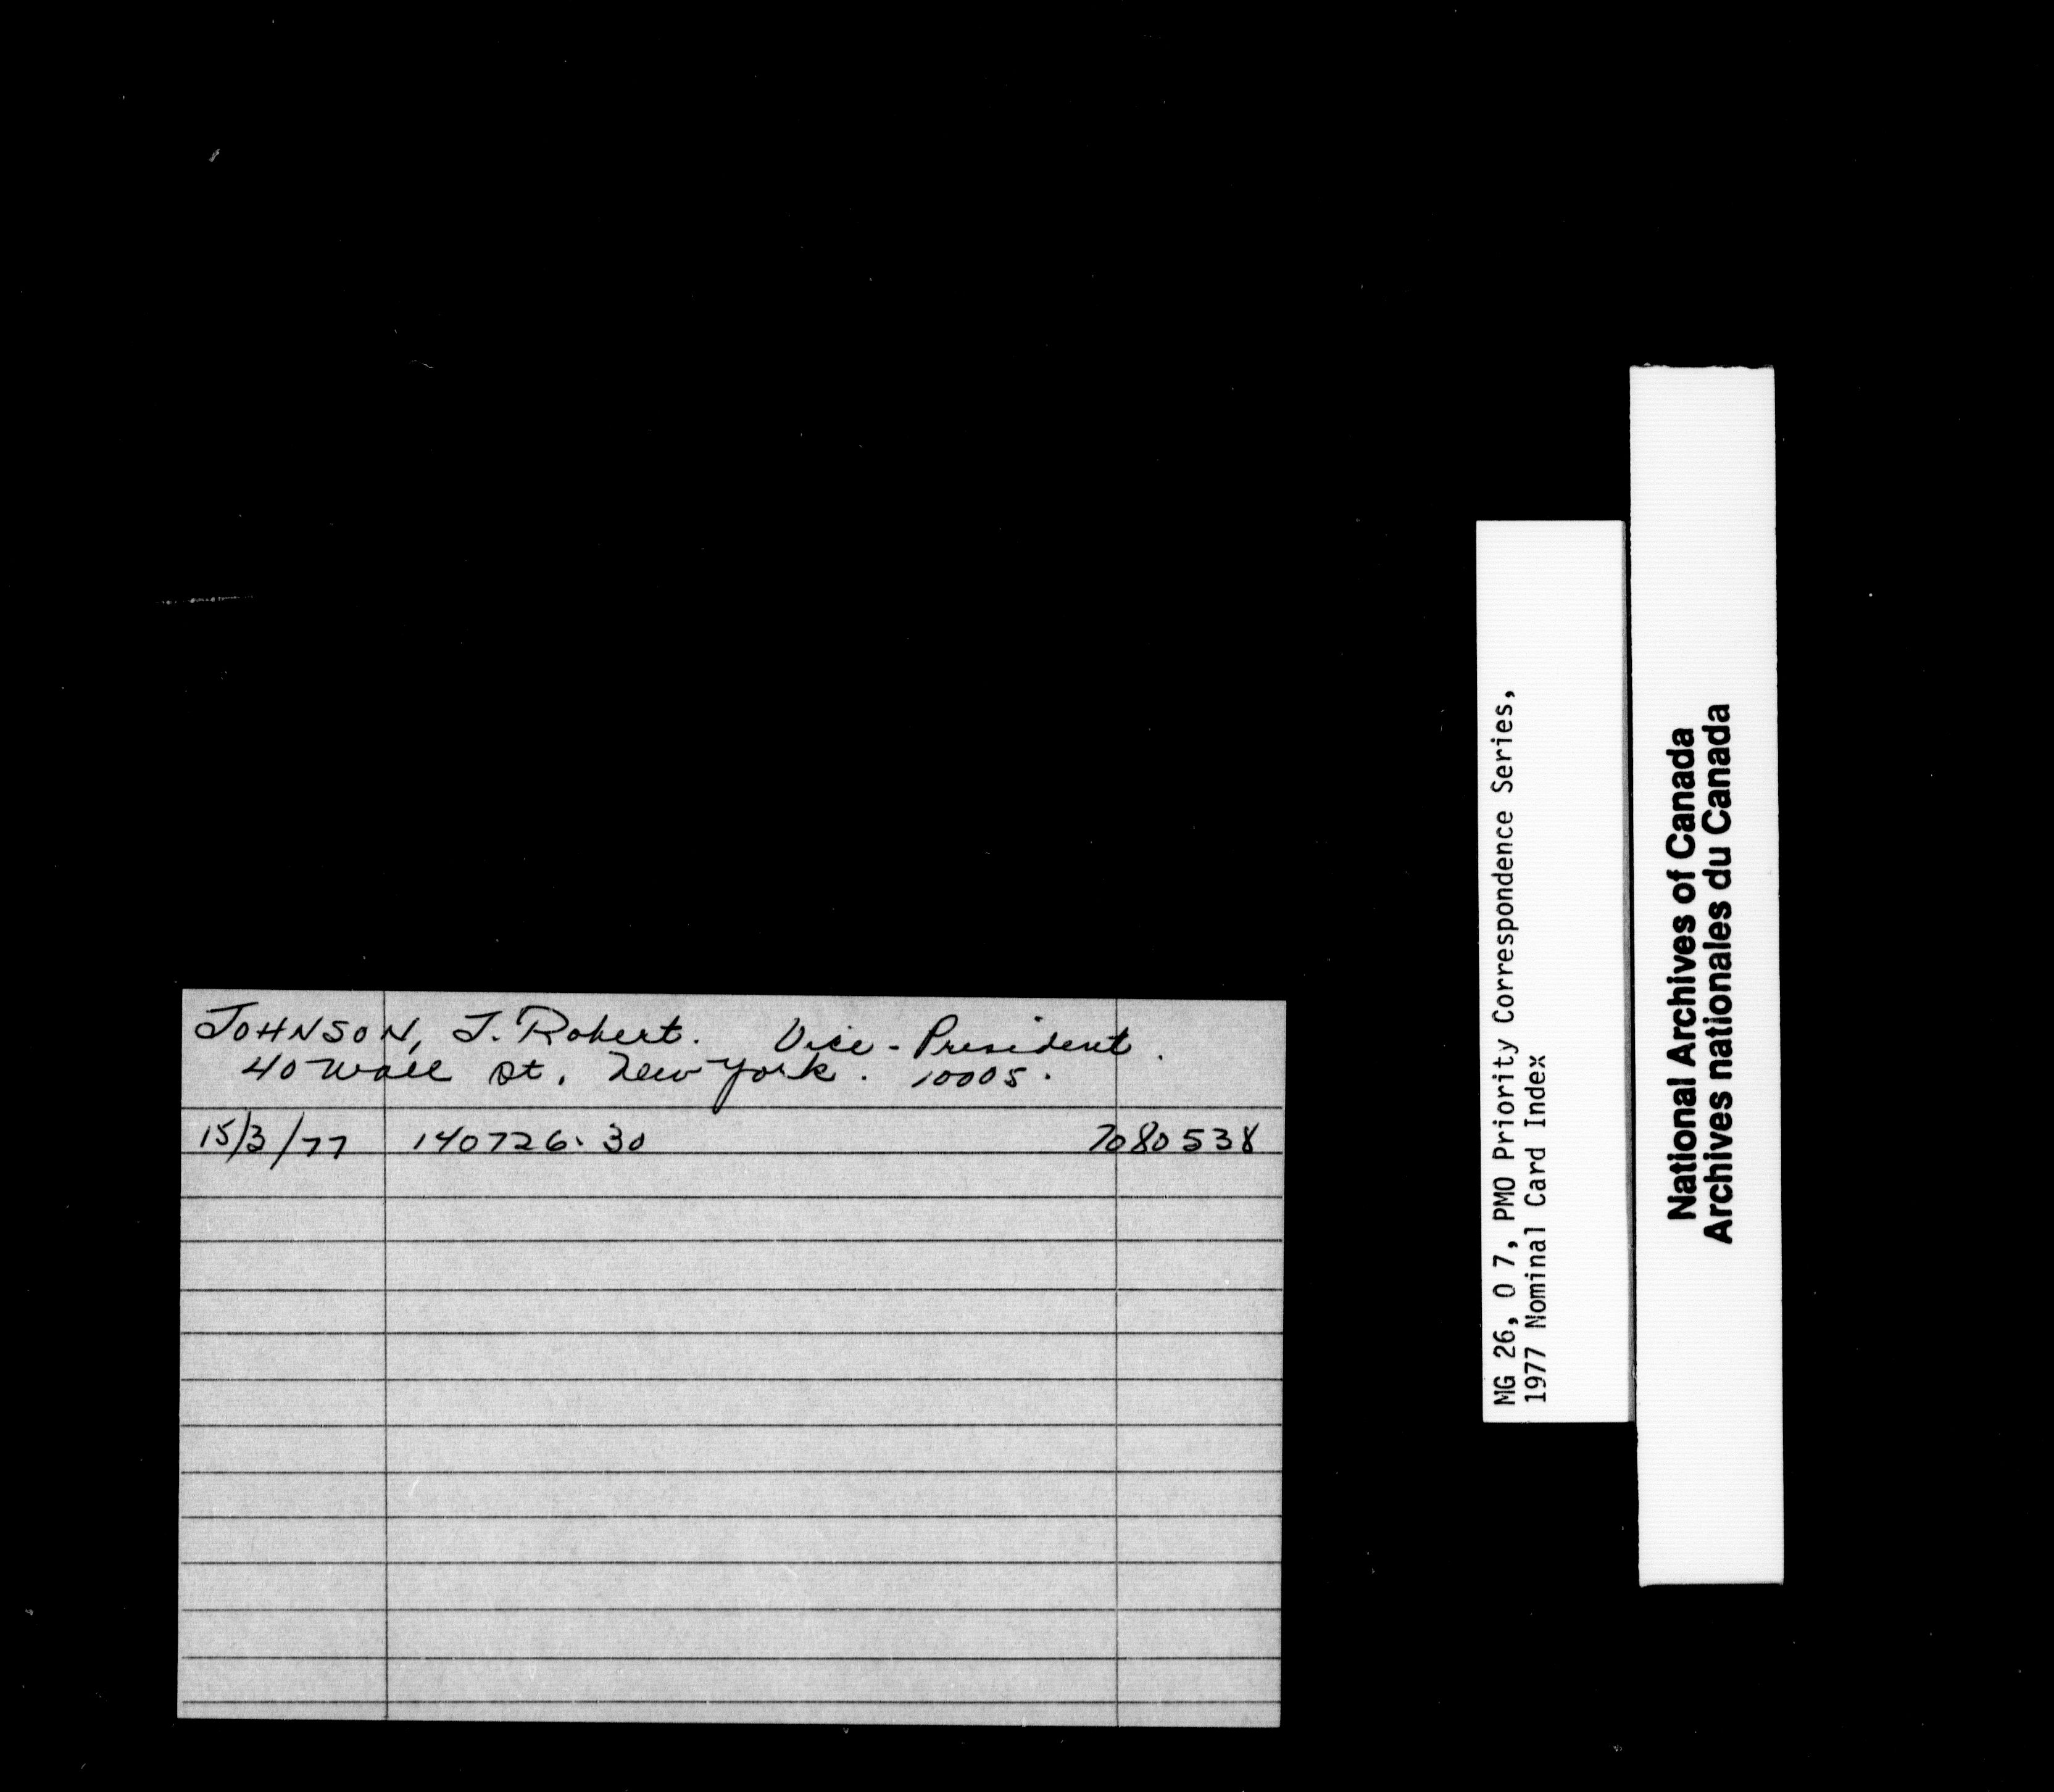 JOHNSON, J. Robert. Vice-President.
40 Wall St. New York. 10005.
15/3/77 140726.30 7080538
MG 26, O 7, PMO Priority Correspondence Series,
1977 Nominal Card Index
National Archives of Canada
Archives nationales du Canada